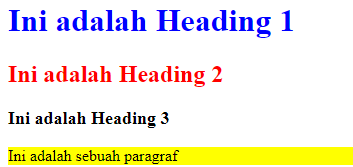 Ini adalah Heading 1
Ini adalah Heading 2
Ini adalah Heading 3
Ini adalah sebuah paragraf